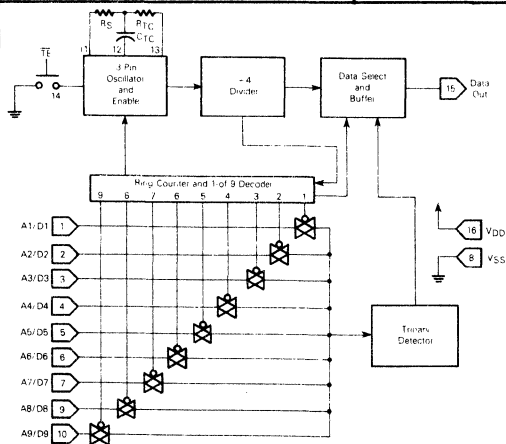 RS
RTC
CTC
11
12
13
TE
14
3 Pin
Oscillator
and
Enable
÷4
Divider
Data Select
and
Buffer
15
Data
Out
Ring Counter and 1-of 9 Decoder
9 8 7 6 5 4 3 2 1
A1/D1 1
A2/D2 2
A3/D3 3
A4/D4 4
A5/D5 5
A6/D6 6
A7/D7 7
A8/D8 9
A9/D9 10
16 VDD
8 VSS
Trinary
Detector